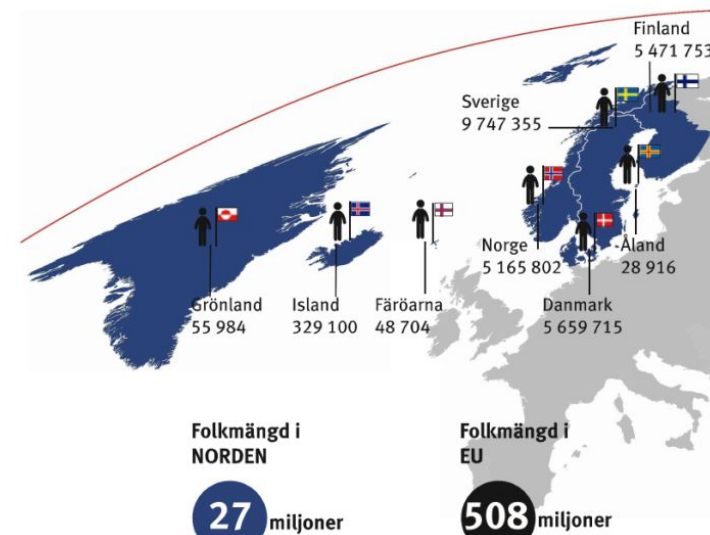 Finland
5 471 753
Sverige
9 747 355
Norge
5 165 802
Åland
28 916
Grönland
55 984
Island
329 100
Färöarna
48 704
Danmark
5 659 715
Folkmängd i
NORDEN
27 miljoner
Folkmängd i
EU
508 miljoner